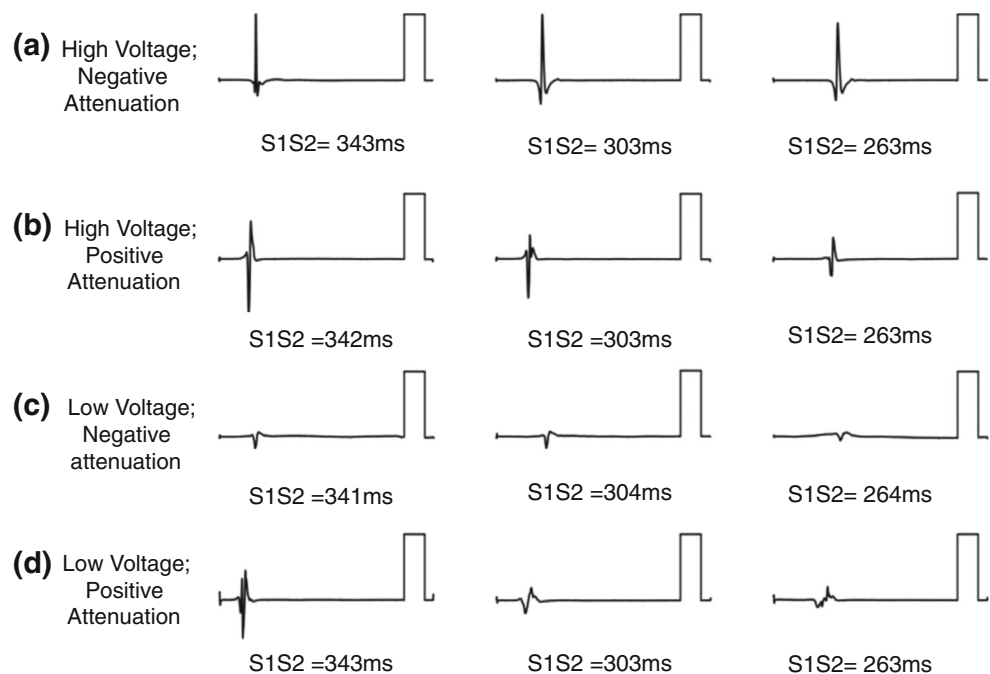 (a) High Voltage;
Negative
Attenuation
S1S2= 343ms
S1S2= 303ms
S1S2= 263ms
(b) High Voltage;
Positive
Attenuation
S1S2 =342ms
S1S2 =303ms
S1S2= 263ms
(c) Low Voltage;
Negative
attenuation
S1S2 =341ms
S1S2 =304ms
S1S2= 264ms
(d) Low Voltage;
Positive
Attenuation
S1S2 =343ms
S1S2 =303ms
S1S2= 263ms